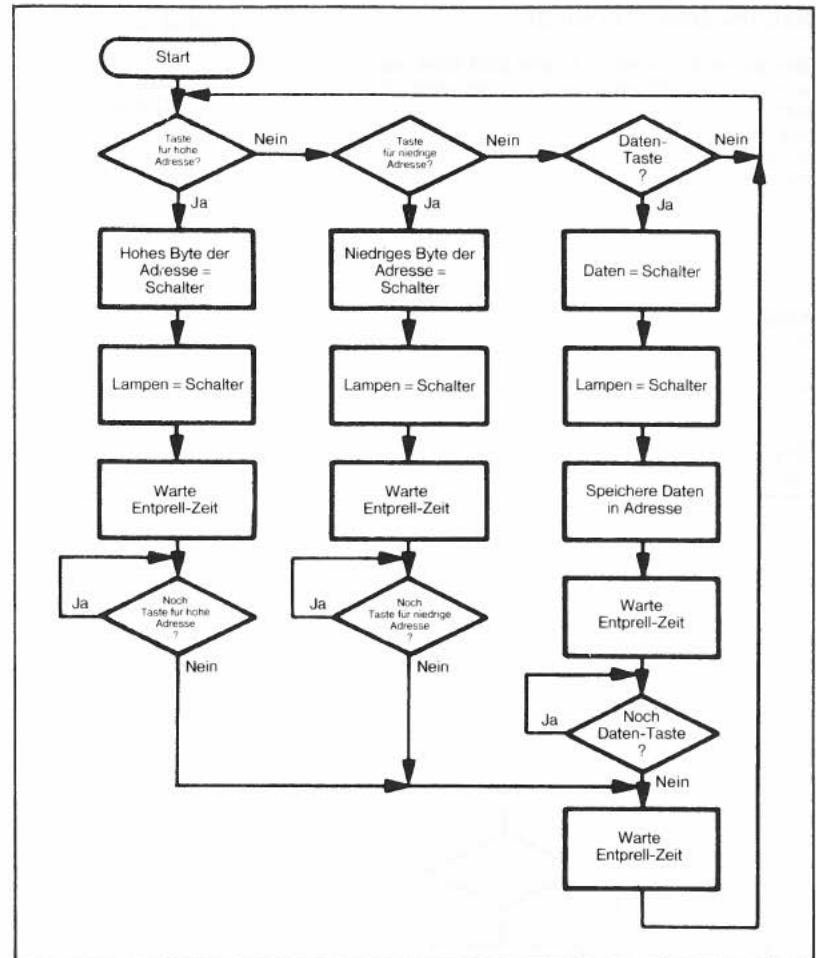 Start
Taste
fur hohe
Adresse?
Nein
Taste
für niedrige
Adresse?
Nein
Daten-
Taste
?
Nein
Ja
Ja
Ja
Hohes Byte der
Adresse =
Schalter
Niedriges Byte der
Adresse =
Schalter
Daten = Schalter
Lampen = Schalter
Lampen = Schalter
Lampen = Schalter
Warte
Entprell-Zeit
Warte
Entprell-Zeit
Speichere Daten
in Adresse
Ja
Noch
Taste fur hohe
Adresse
?
Nein
Ja
Noch
Taste fur niedrige
Adresse
?
Nein
Warte
Entprell-Zeit
Ja
Noch
Daten-Taste
?
Nein
Warte
Entprell-Zeit